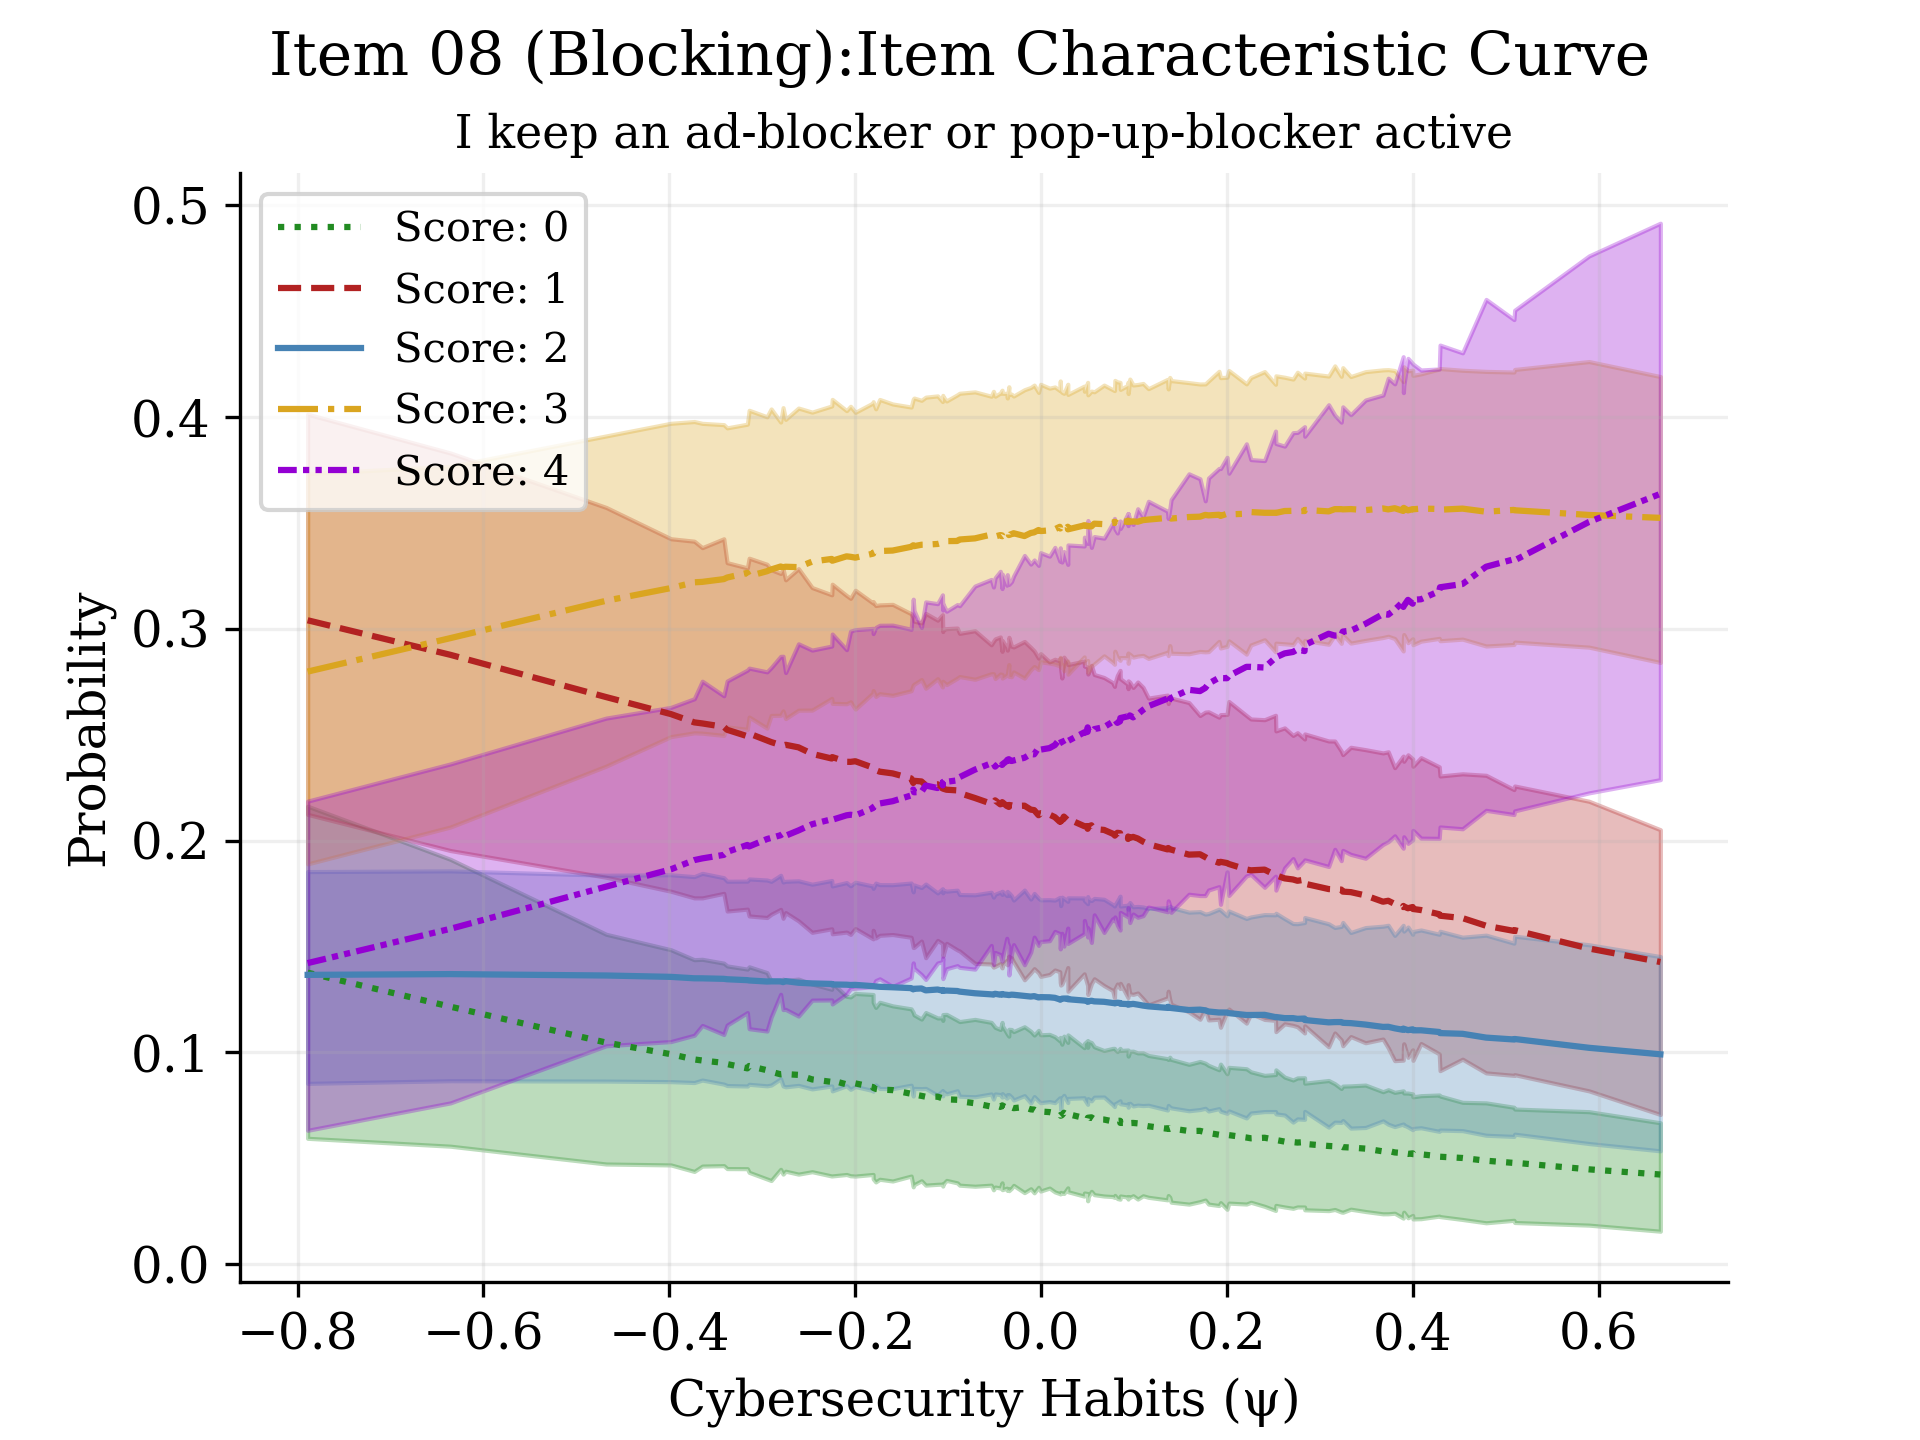 Item 08 (Blocking):Item Characteristic Curve
I keep an ad-blocker or pop-up-blocker active
Score: 0
Score: 1
Score: 2
Score: 3
Score: 4
Probability
0.5
0.4
0.3
0.2
0.1
0.0
−0.8 −0.6 −0.4 −0.2 0.0 0.2 0.4 0.6
Cybersecurity Habits (ψ)